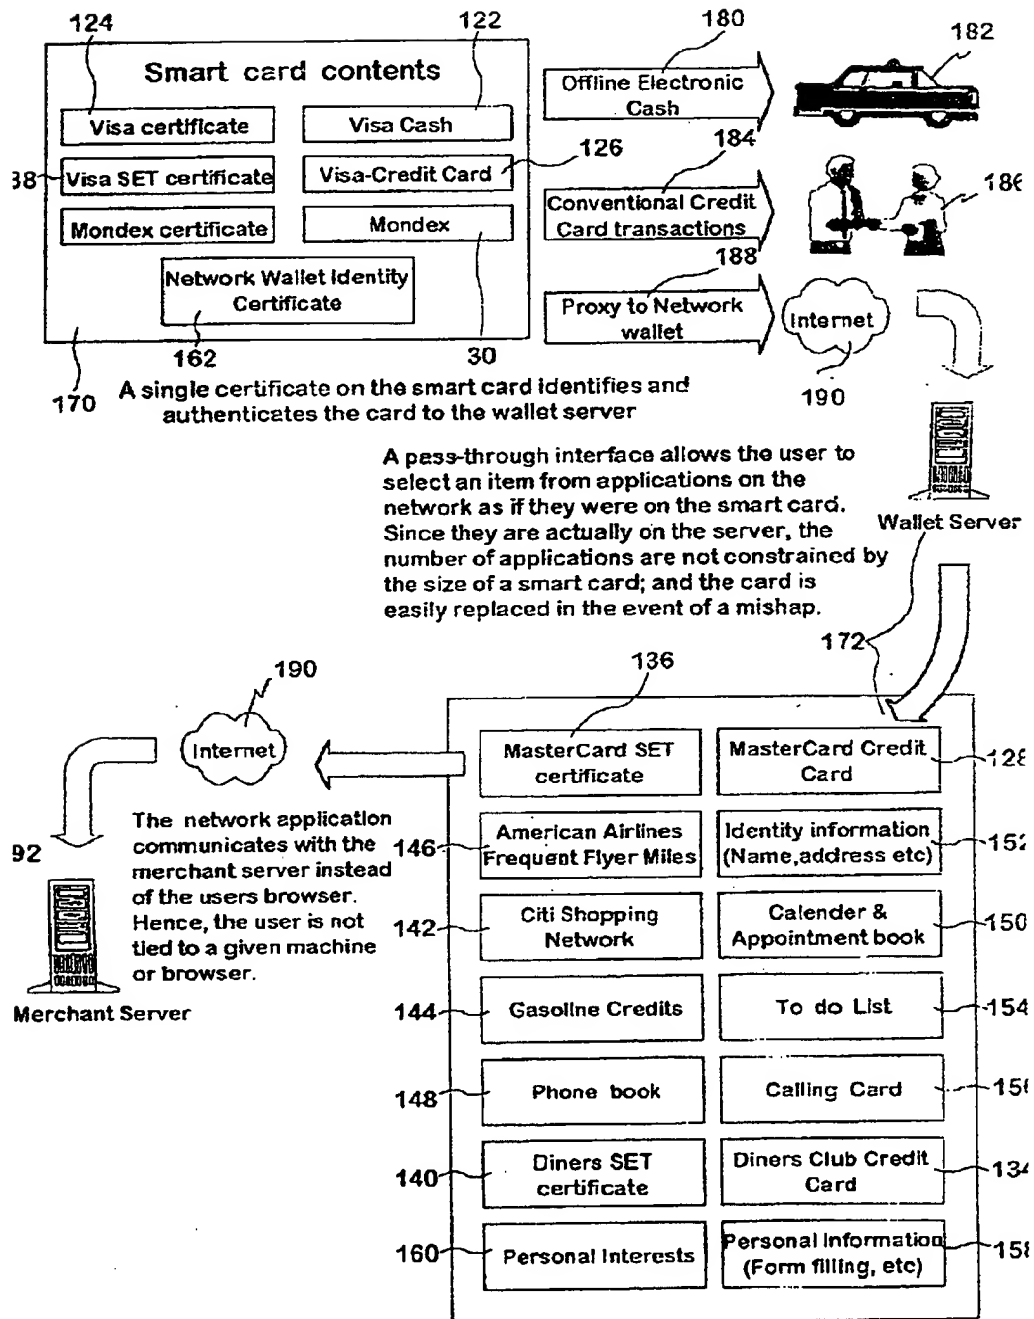 124
122
180
182
Smart card contents
Visa certificate
Visa Cash
Offline Electronic
Cash
38
Visa SET certificate
Visa-Credit Card
126
184
186
Mondex certificate
Mondex
Conventional Credit
Card transactions
188
Network Wallet Identity
Certificate
Proxy to Network
wallet
Internet
162
30
190
170
A single certificate on the smart card identifies and
authenticates the card to the wallet server
A pass-through interface allows the user to
select an item from applications on the
network as if they were on the smart card.
Since they are actually on the server, the
number of applications are not constrained by
the size of a smart card; and the card is
easily replaced in the event of a mishap.
Wallet Server
172
136
190
Internet
MasterCard SET
certificate
MasterCard Credit
Card
128
The network application
communicates with the
merchant server instead
of the users browser.
Hence, the user is not
tied to a given machine
or browser.
92
Merchant Server
146
American Airlines
Frequent Flyer Miles
Identity information
(Name,address etc)
152
142
Citi Shopping
Network
Calender &
Appointment book
150
144
Gasoline Credits
To do List
154
148
Phone book
Calling Card
156
140
Diners SET
certificate
Diners Club Credit
Card
134
160
Personal Interests
Personal Information
(Form filling, etc)
158